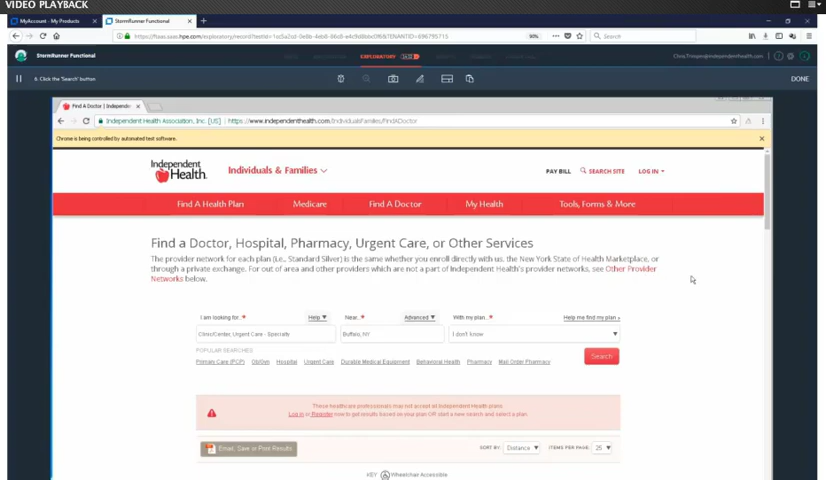 VIDEO PLAYBACK
MyAccount - My Products
StormRunner Functional
90%
Search
StormRunner Functional
EXPLORATORY
6. Click the 'Search' button
DONE
Find A Doctor | Independe
Independent Health Association, Inc. [US] | https://www.independenthealth.com/IndividualsFamilies/FindADoctor
Chrome is being controlled by automated test software.
Independent Health.
Individuals & Families
PAY BILL
SEARCH SITE
LOG IN
Find A Health Plan
Medicare
Find A Doctor
My Health
Tools, Forms & More
Find a Doctor, Hospital, Pharmacy, Urgent Care, or Other Services
The provider network for each plan (i.e., Standard Silver) is the same whether you enroll directly with us, the New York State of Health Marketplace, or
through a private exchange. For out of area and other providers which are not a part of Independent Health's provider networks, see Other Provider
Networks below.
I am looking for...* Help
Near...* Advanced
With my plan...* Help me find my plan
Clinic/Center, Urgent Care - Specialty
Buffalo, NY
I don't know
POPULAR SEARCHES
Search
Primary Care (PCP) Ob/Gyn Hospital Urgent Care Durable Medical Equipment Behavioral Health Pharmacy Mail Order Pharmacy
These healthcare professionals may not accept all Independent Health plans.
Log in or Register now to get results based on your plan OR start a new search and select a plan.
Email, Save or Print Results
SORT BY: Distance
ITEMS PER PAGE: 25
KEY Wheelchair Accessible